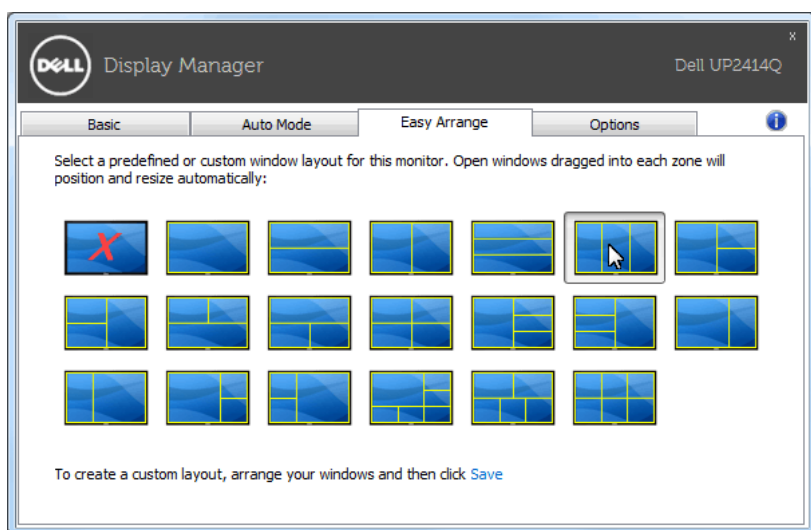 x
DELL Display Manager Dell UP2414Q
Basic Auto Mode Easy Arrange Options i
Select a predefined or custom window layout for this monitor. Open windows dragged into each zone will
position and resize automatically:
X
To create a custom layout, arrange your windows and then click Save